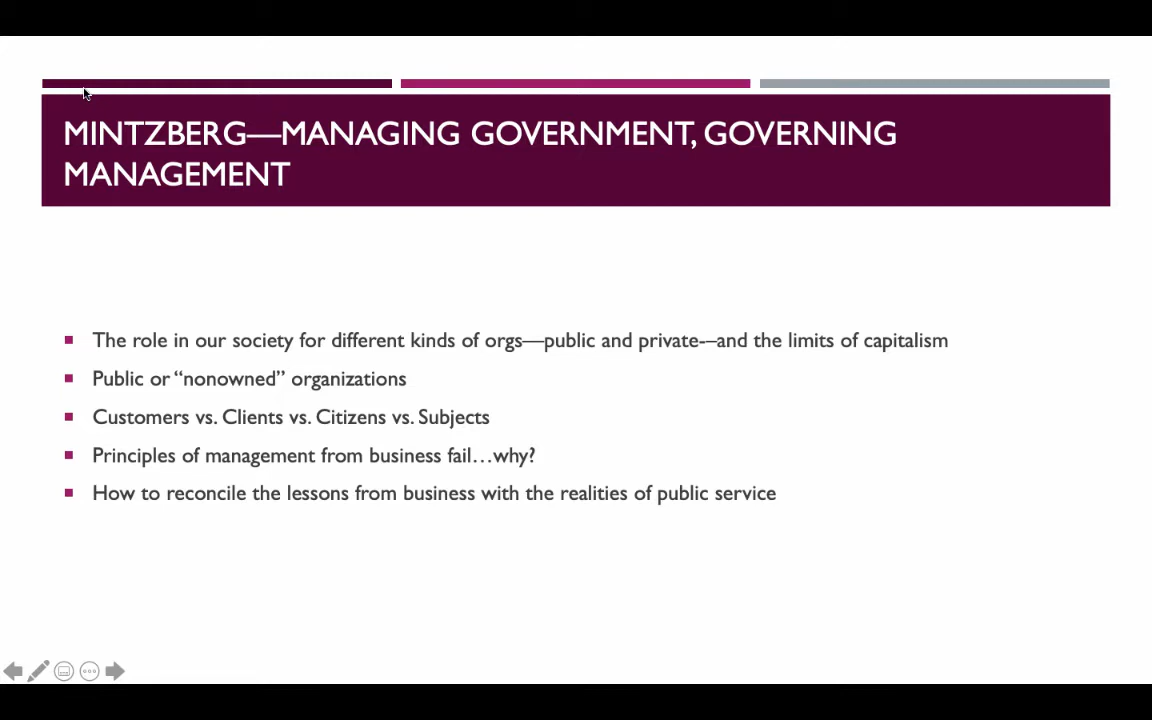 MINTZBERG—MANAGING GOVERNMENT, GOVERNING
MANAGEMENT
The role in our society for different kinds of orgs—public and private-–and the limits of capitalism
Public or “nonowned” organizations
Customers vs. Clients vs. Citizens vs. Subjects
Principles of management from business fail…why?
How to reconcile the lessons from business with the realities of public service